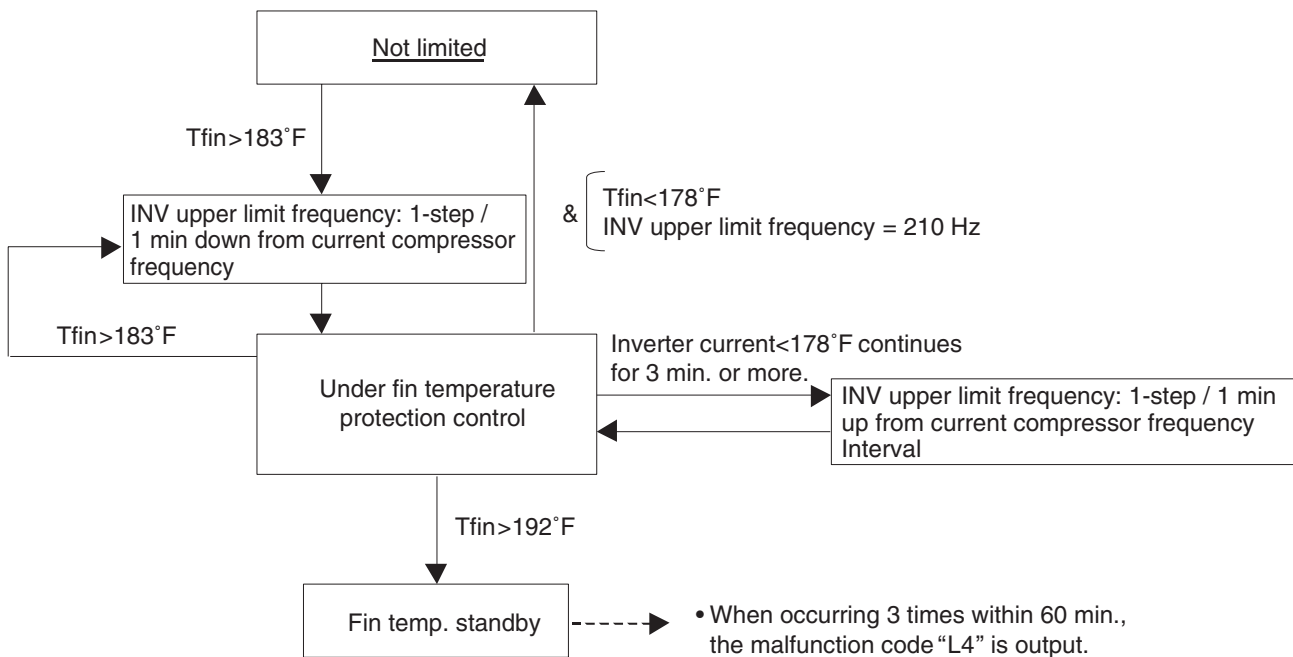 Not limited
Tfin>183˚F
&
Tfin<178˚F
INV upper limit frequency = 210 Hz
INV upper limit frequency: 1-step /
1 min down from current compressor
frequency
Tfin>183˚F
Under fin temperature
protection control
Inverter current<178˚F continues
for 3 min. or more.
INV upper limit frequency: 1-step / 1 min
up from current compressor frequency
Interval
Tfin>192˚F
Fin temp. standby
• When occurring 3 times within 60 min.,
the malfunction code “L4” is output.